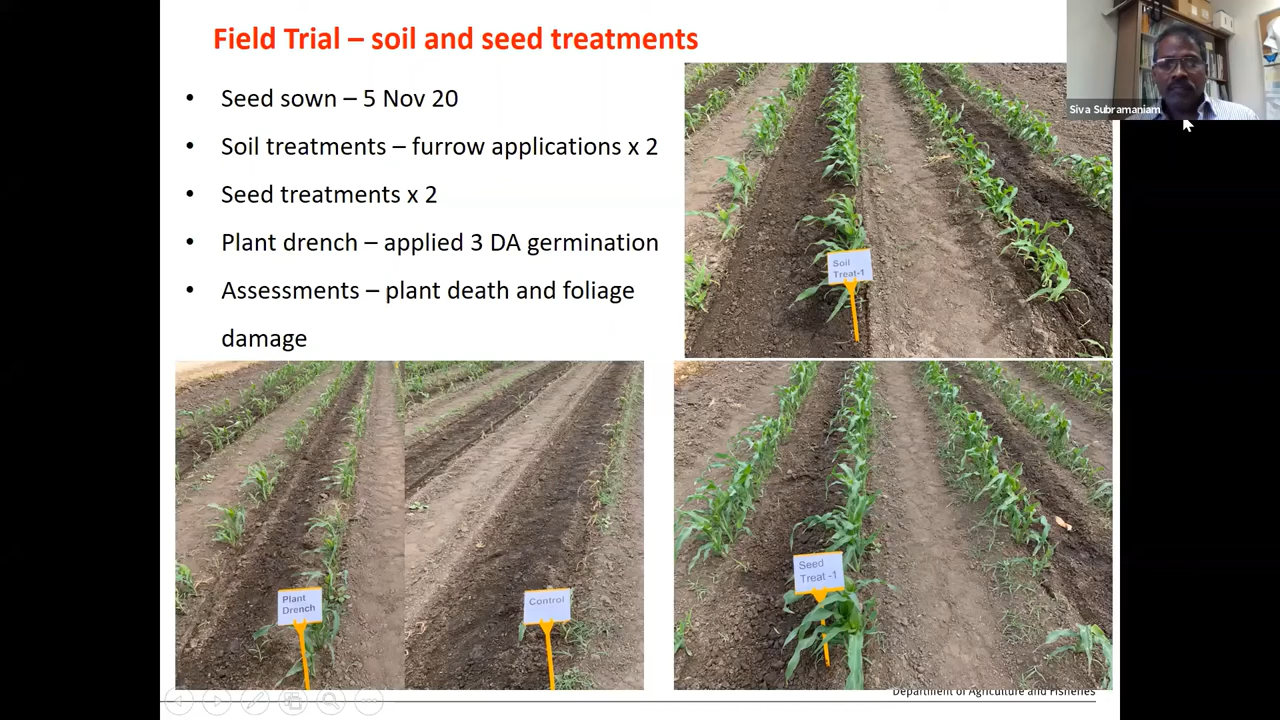 Field Trial – soil and seed treatments
• Seed sown – 5 Nov 20
• Soil treatments – furrow applications x 2
• Seed treatments x 2
• Plant drench – applied 3 DA germination
• Assessments – plant death and foliage
damage
Siva Subramaniam
Soil
Treat-1
Plant
Drench
Control
Seed
Treat -1
Department of Agriculture and Fisheries